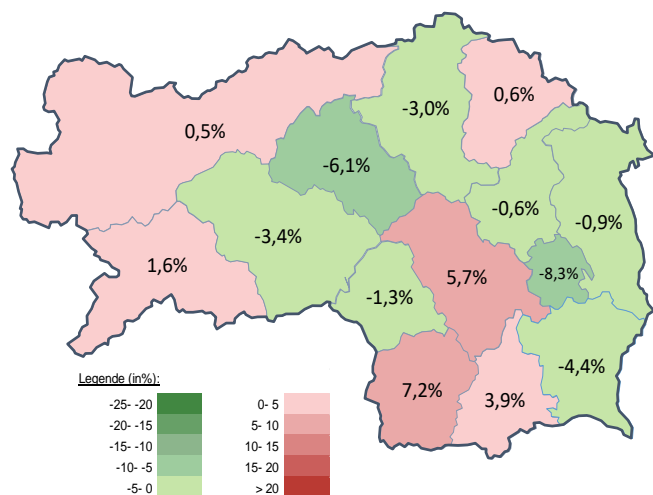 0,6%
-3,0%
0,5%
-6,1%
-0,6%
-0,9%
-3,4%
1,6%
5,7%
-8,3%
-1,3%
-4,4%
7,2%
3,9%
Legende (in%):
-25- -20 0- 5
-20- -15 5- 10
-15- -10 10- 15
-10- -5 15- 20
-5- 0 > 20